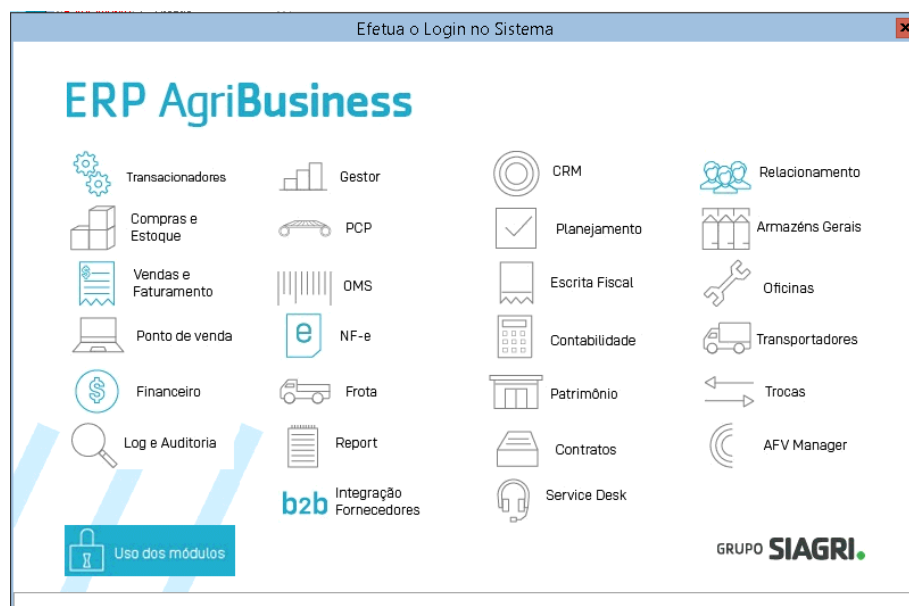 Efetua o Login no Sistema
ERP AgriBusiness
Transacionadores
Gestor
CRM
Relacionamento
Compras e
Estoque
PCP
Planejamento
Armazéns Gerais
Vendas e
Faturamento
OMS
Escrita Fiscal
Oficinas
Ponto de venda
e
NF-e
Contabilidade
Transportadores
$
Financeiro
Frota
Patrimônio
Trocas
Log e Auditoria
Report
Contratos
AFV Manager
b2b
Integração
Fornecedores
Service Desk
Uso dos módulos
GRUPO SIAGRI.